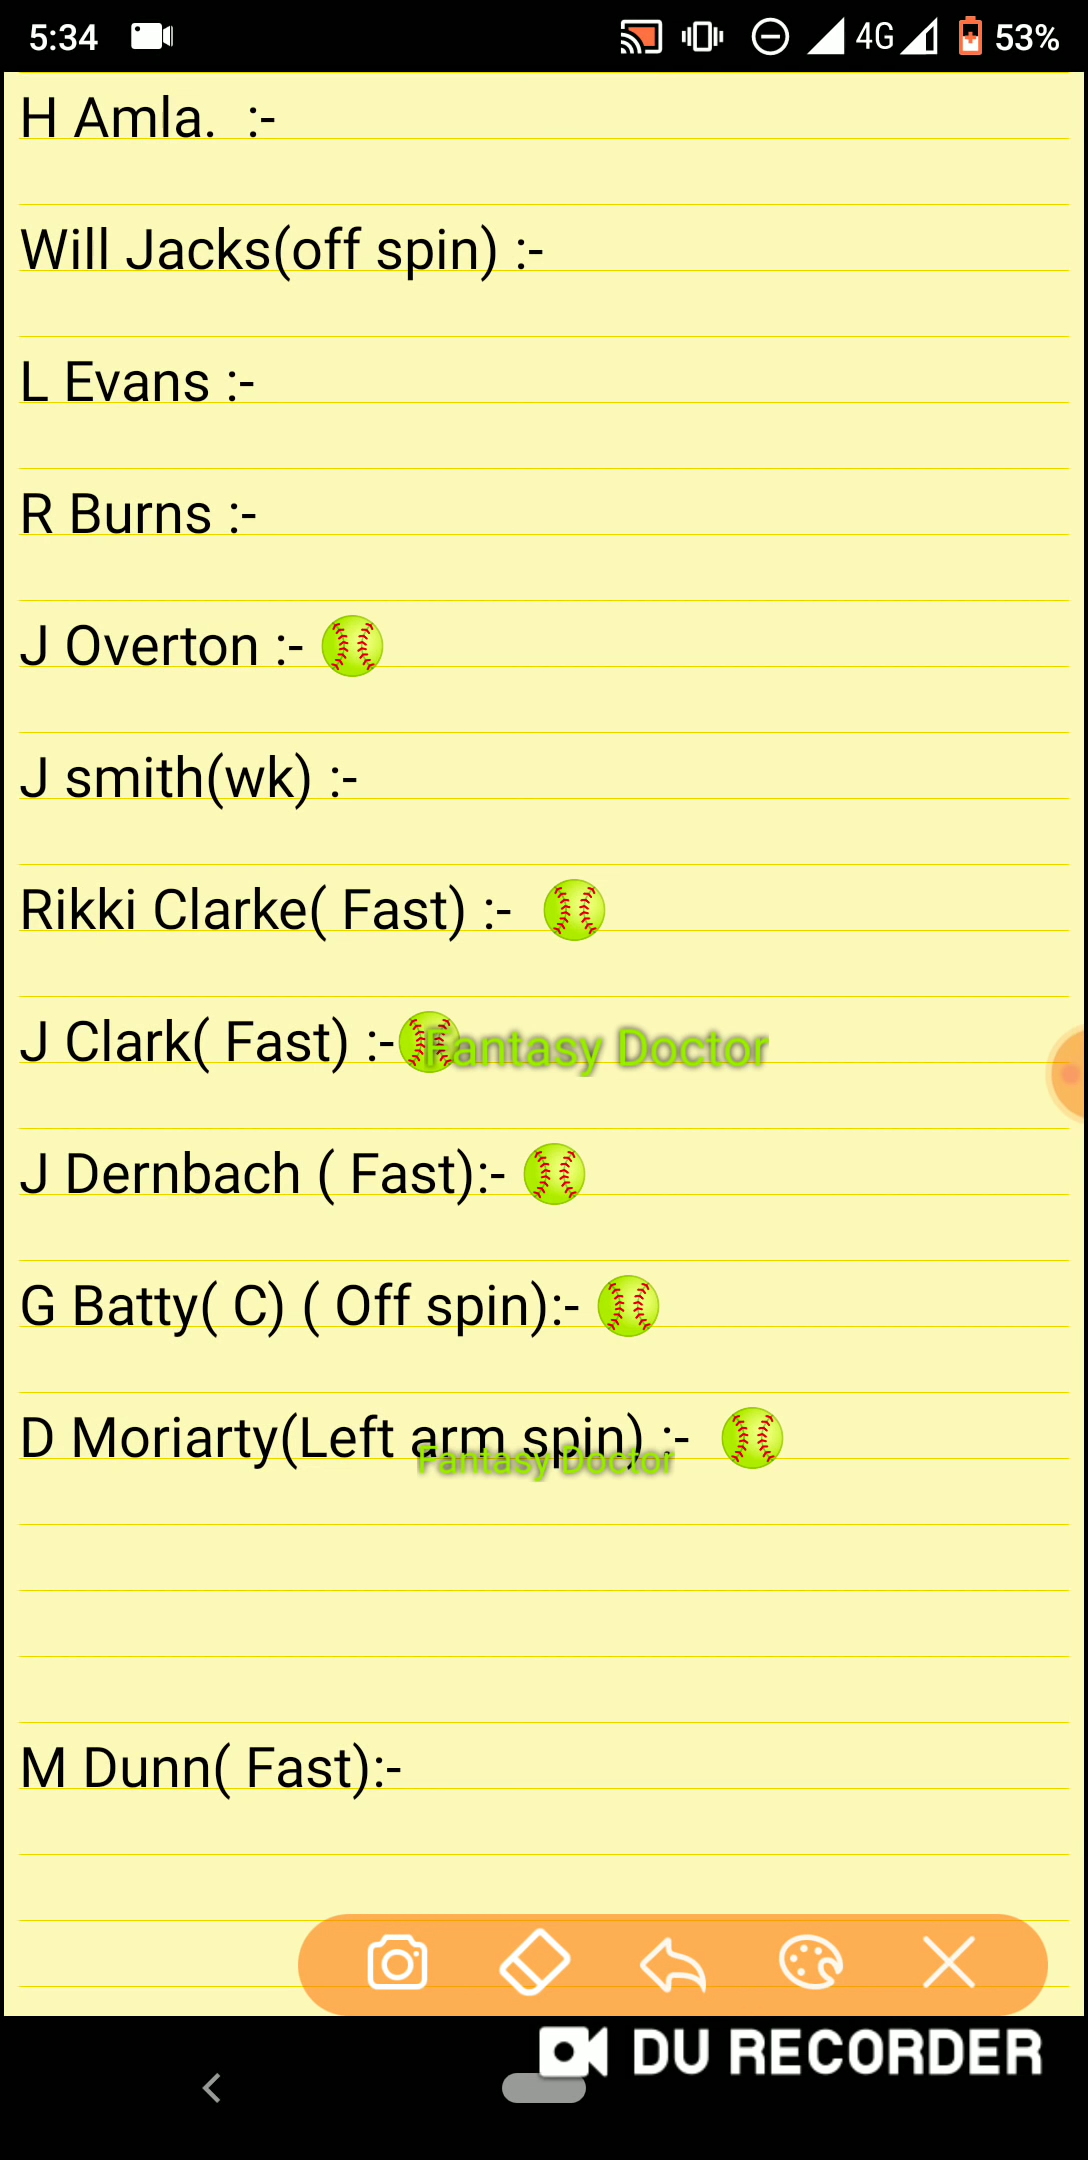 5:34 4G 53%
H Amla.  :-
Will Jacks(off spin) :-
L Evans :-
R Burns :-
J Overton :- 🥎
J smith(wk) :-
Rikki Clarke( Fast) :-  🥎
J Clark( Fast) :-🥎 Fantasy Doctor
J Dernbach ( Fast):- 🥎
G Batty( C) ( Off spin):- 🥎
D Moriarty(Left arm spin) :-  🥎
Fantasy Doctor
M Dunn( Fast):-
DU RECORDER